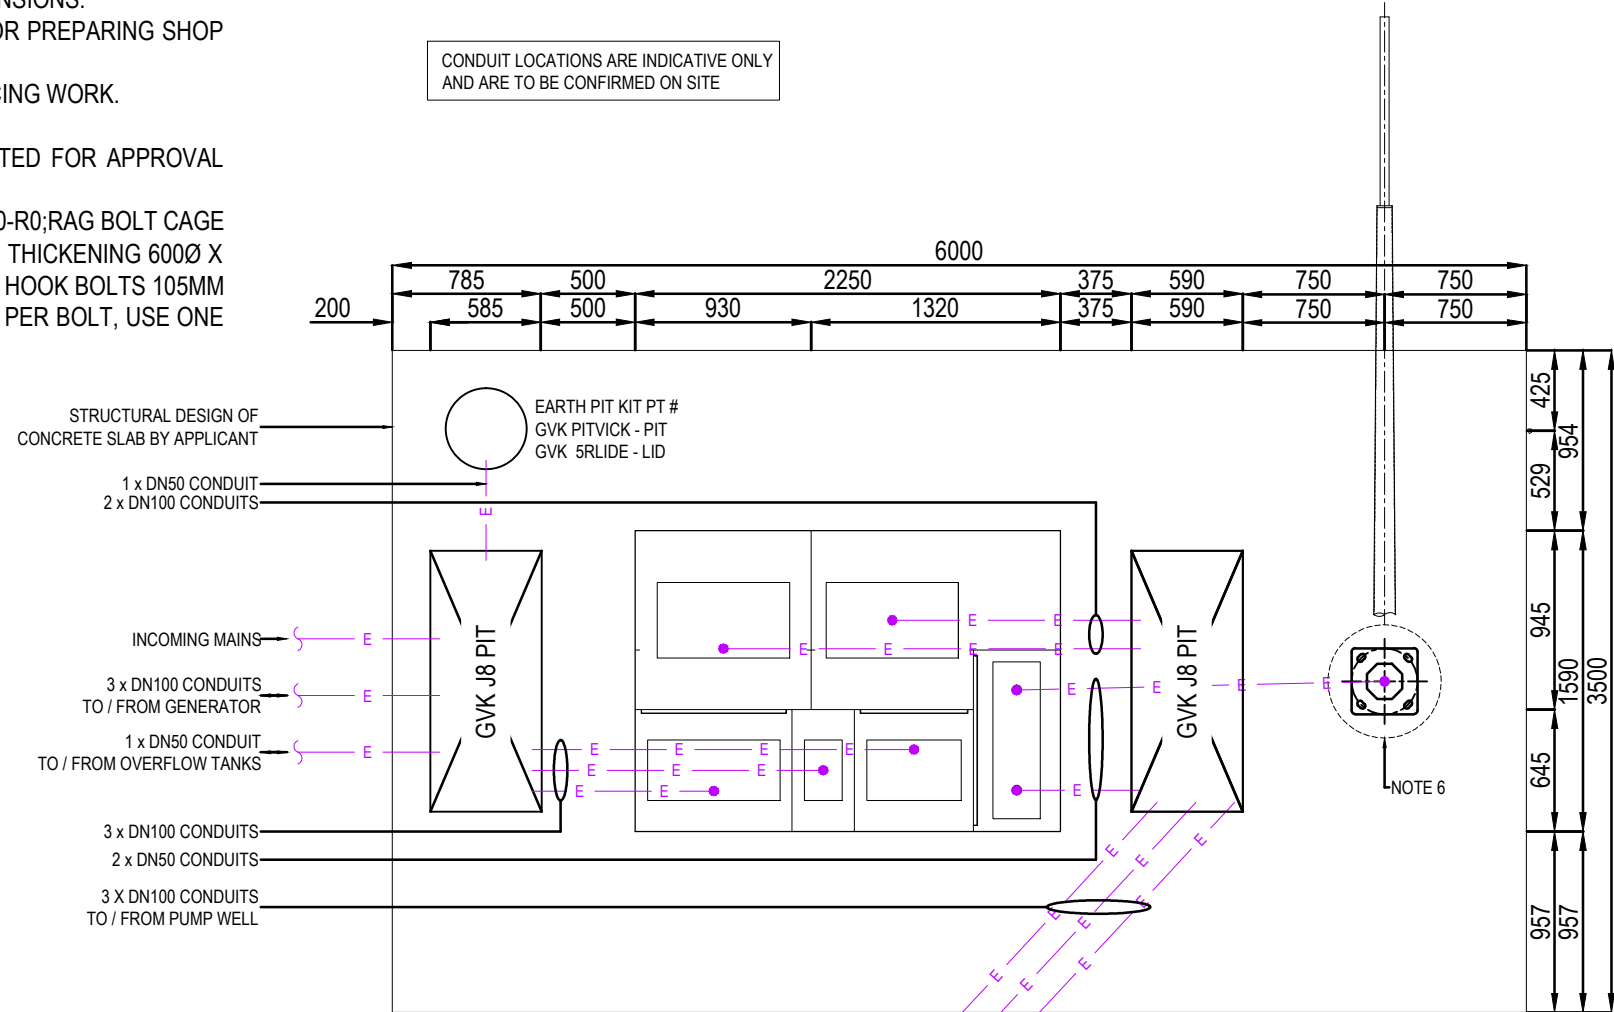 NSIONS.
OR PREPARING SHOP
CING WORK.
TED FOR APPROVAL
0-R0;RAG BOLT CAGE
THICKENING 600Ø X
HOOK BOLTS 105MM
PER BOLT, USE ONE
CONDUIT LOCATIONS ARE INDICATIVE ONLY
AND ARE TO BE CONFIRMED ON SITE
6000
785 500 2250 375 590 750 750
200 585 500 930 1320 375 590 750 750
STRUCTURAL DESIGN OF
CONCRETE SLAB BY APPLICANT
EARTH PIT KIT PT #
GVK PITVICK - PIT
GVK 5RLIDE - LID
1 x DN50 CONDUIT
2 x DN100 CONDUITS
E
INCOMING MAINS
E
3 x DN100 CONDUITS
TO / FROM GENERATOR
E
1 x DN50 CONDUIT
TO / FROM OVERFLOW TANKS
E
GVK J8 PIT
E E E E
E E E
E E
E E
E E E E
E E E E
E
GVK J8 PIT
NOTE 6
3 x DN100 CONDUITS
2 x DN50 CONDUITS
3 X DN100 CONDUITS
TO / FROM PUMP WELL
E E E
E E E
E E E
425
529
954
945
645
1590
957
957
3500